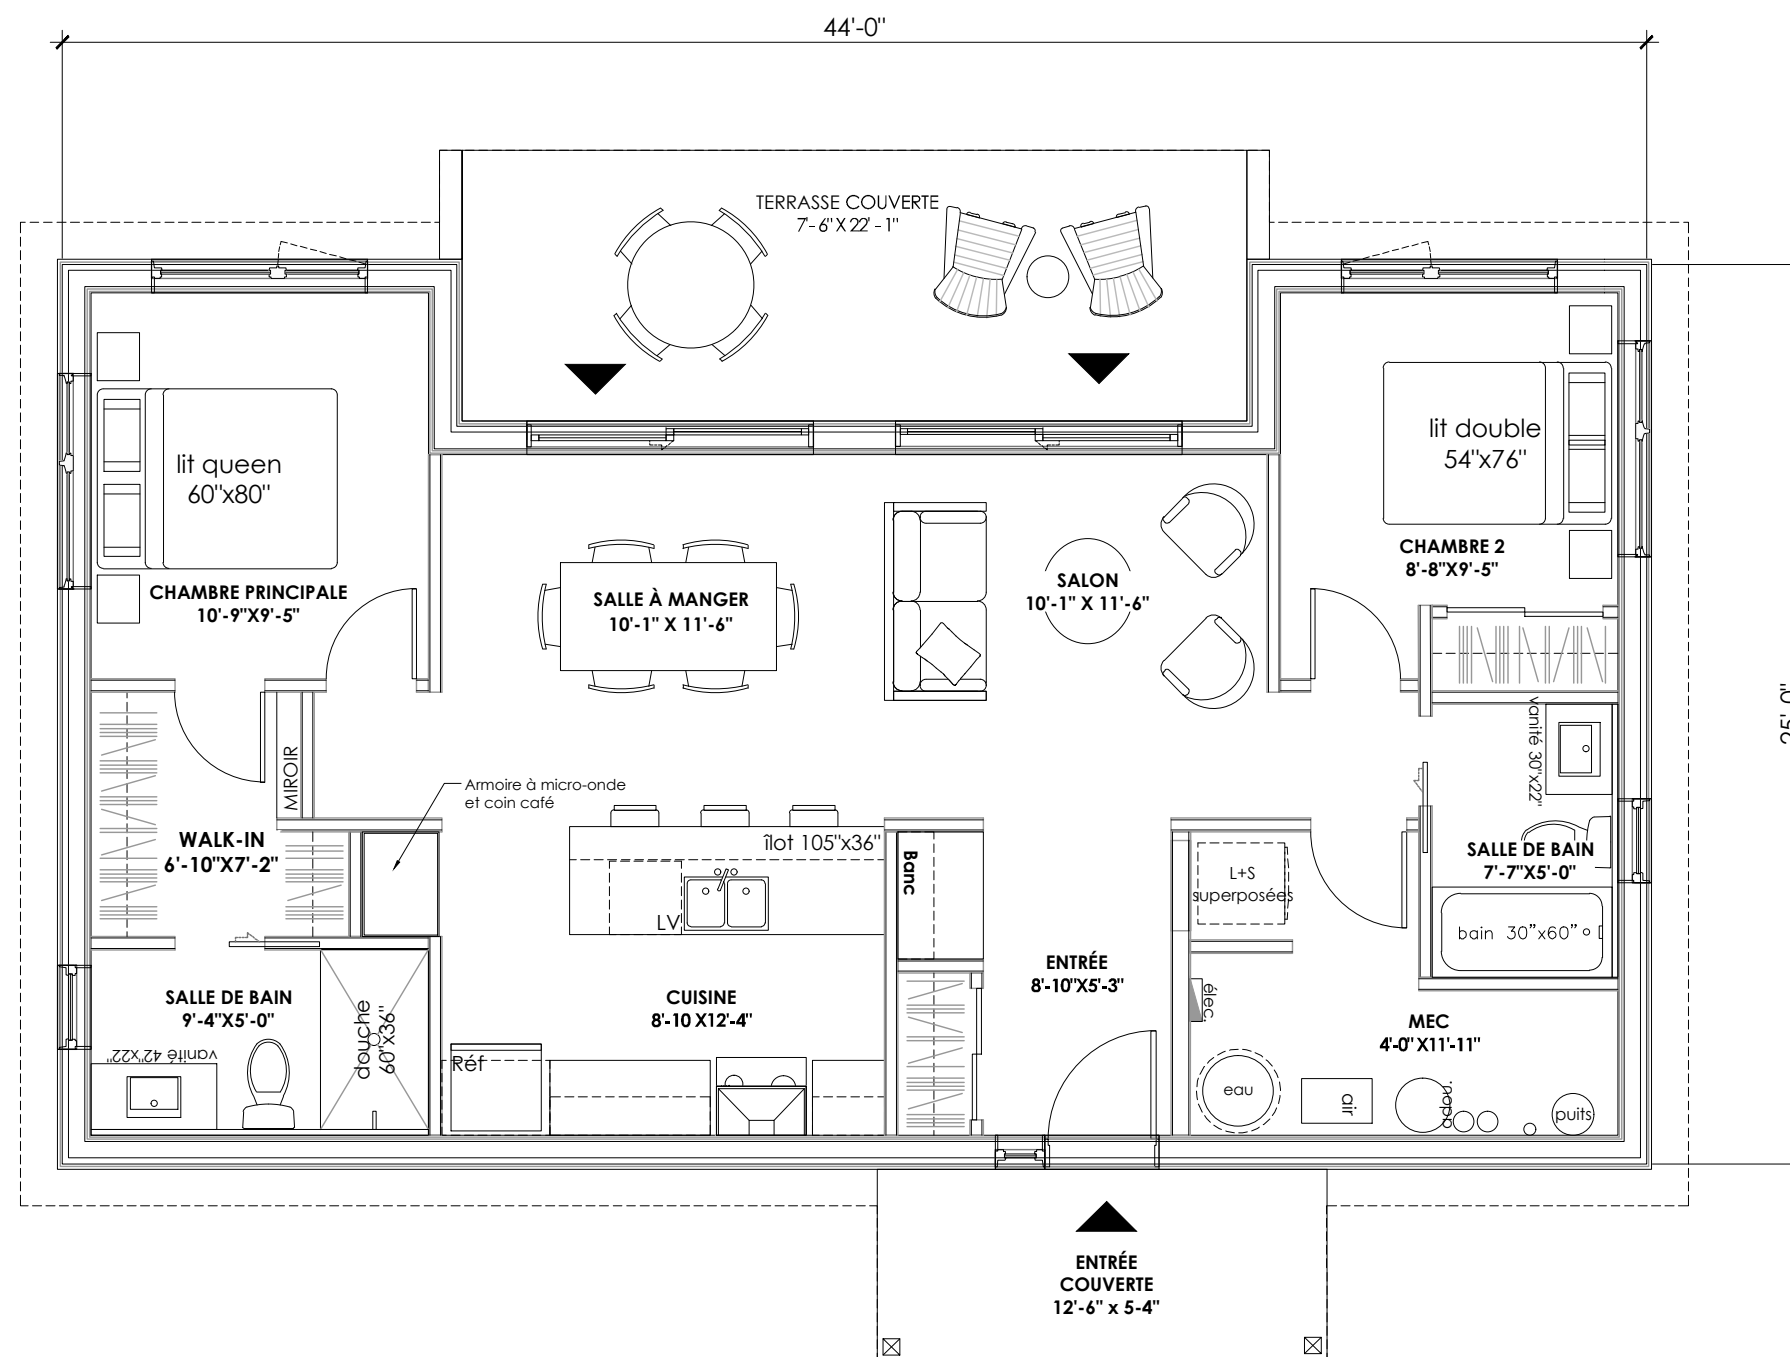 44'-0"
TERRASSE COUVERTE
7'-6" X 22' -1"
lit queen
60"x80"
lit double
54"x76"
CHAMBRE PRINCIPALE
10'-9"X9'-5"
SALLE À MANGER
10'-1" X 11'-6"
SALON
10'-1" X 11'-6"
CHAMBRE 2
8'-8"X9'-5"
25'-0"
MIROIR
Armoire à micro-onde
et coin café
vanité 30"x22"
WALK-IN
6'-10"X7'-2"
îlot 105"x36"
Banc
L+S
superposées
SALLE DE BAIN
7'-7"X5'-0"
LV
bain 30"x60"
ENTRÉE
8'-10"X5'-3"
SALLE DE BAIN
9'-4"X5'-0"
douche
60"x36"
CUISINE
8'-10 X12'-4"
élec.
MEC
4'-0" X11'-11"
vanité 42"x22"
Réf
eau
air
adou.
puits
ENTRÉE
COUVERTE
12'-6" x 5-4"